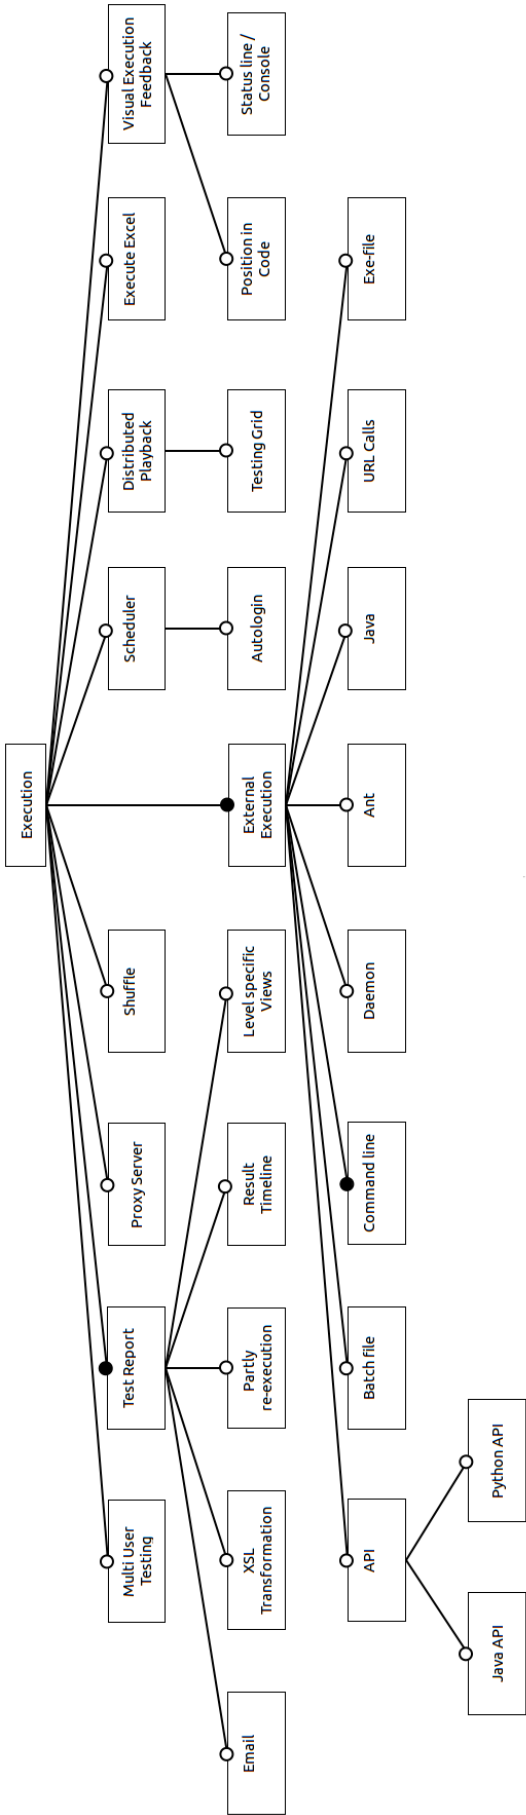 Execution
Multi User
Testing
Test Report
Proxy Server
Shuffle
Scheduler
Distributed
Playback
Execute Excel
Visual Execution
Feedback
Email
XSL
Transformation
Partly
re-execution
Result
Timeline
Level specific
Views
External
Execution
Autologin
Testing Grid
Position in
Code
Status line /
Console
API
Batch file
Command line
Daemon
Ant
Java
URL Calls
Exe-file
Java API
Python API